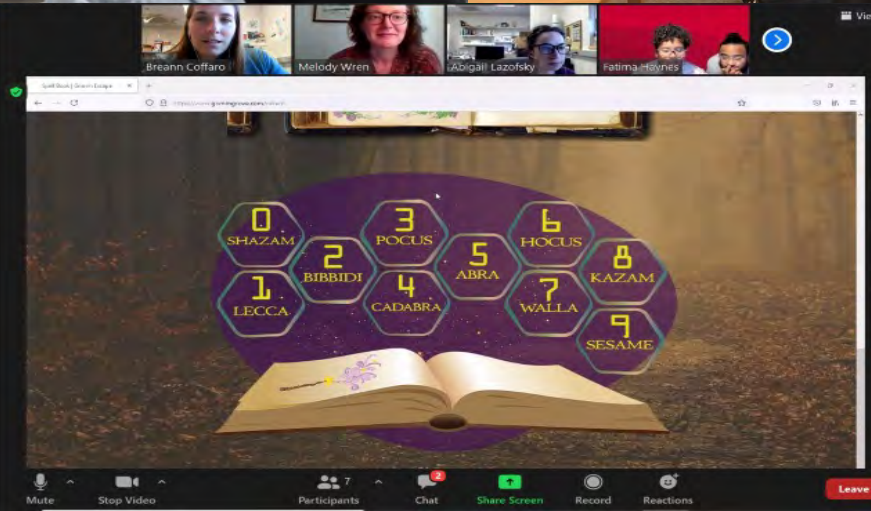 Vie
Breann Coffaro
Melody Wren
Abigail Lazofsky
Fatima Haynes
0
SHAZAM
1
LECCA
2
BIBBIDI
3
POCUS
4
CADABRA
5
ABRA
6
HOCUS
7
WALLA
8
KAZAM
9
SESAME
Mute
Stop Video
7
Participants
2
Chat
Share Screen
Record
Reactions
Leave